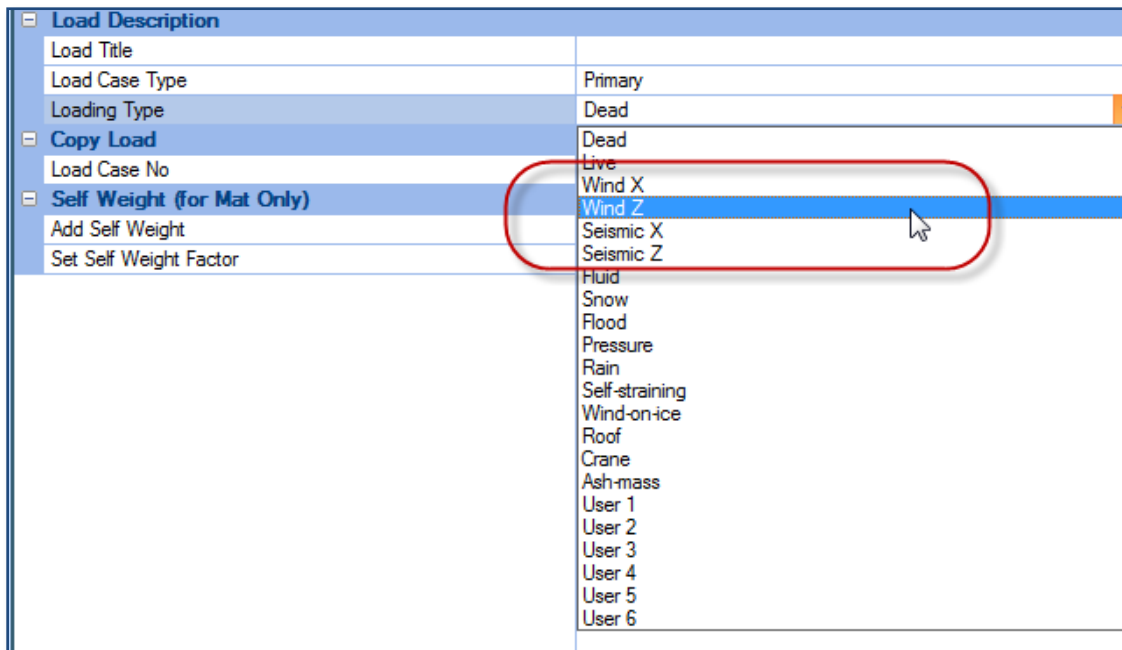 Load Description
Load Title
Load Case Type Primary
Loading Type Dead
Copy Load Dead
Load Case No Live
Wind X
Self Weight (for Mat Only) Wind Z
Add Self Weight Seismic X
Set Self Weight Factor Seismic Z
Fluid
Snow
Flood
Pressure
Rain
Self-straining
Wind-on-ice
Roof
Crane
Ash-mass
User 1
User 2
User 3
User 4
User 5
User 6